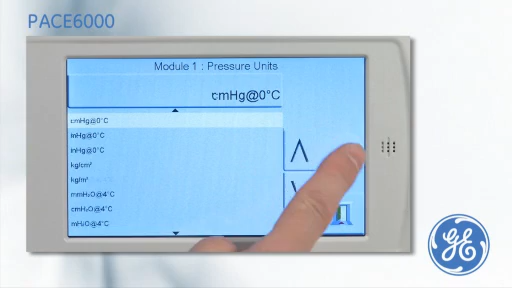 PACE6000
Module 1 : Pressure Units
cmHg@0°C
cmHg@0°C
inHg@0°C
inHg@0°C
kg/cm²
kg/m²
mmH₂O@4°C
cmH₂O@4°C
mH₂O@4°C
GE